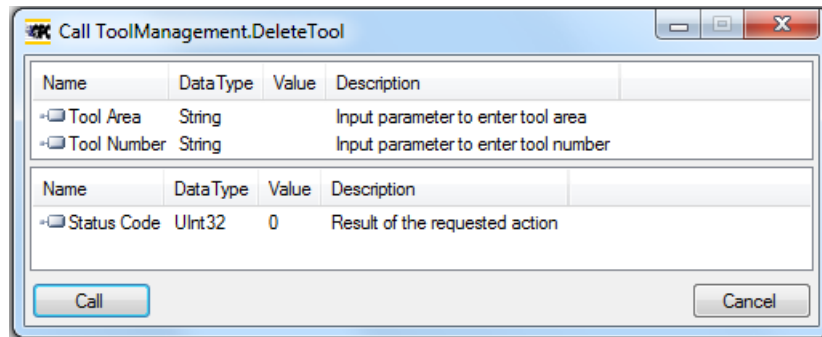 Call ToolManagement.DeleteTool
Name DataType Value Description
Tool Area String Input parameter to enter tool area
Tool Number String Input parameter to enter tool number
Name DataType Value Description
Status Code UInt32 0 Result of the requested action
Call Cancel